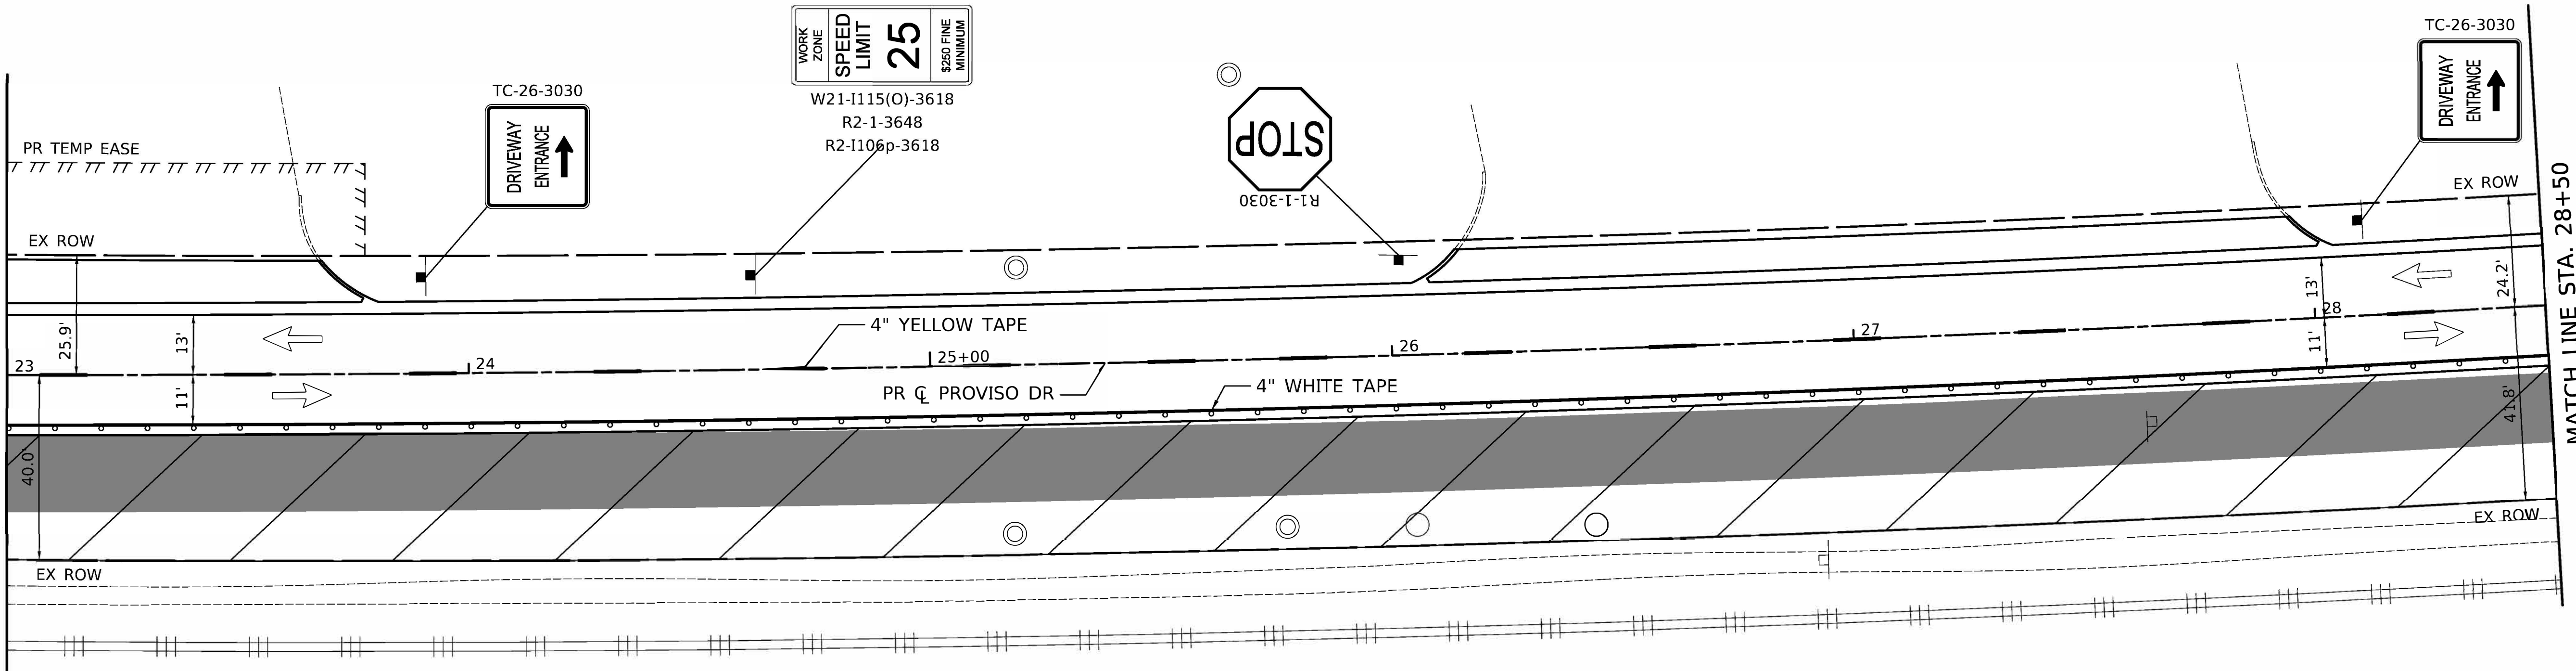 TC-26-3030
DRIVEWAY
ENTRANCE
WORK
ZONE
SPEED
LIMIT
25
$250 FINE
MINIMUM
W21-I115(O)-3618
R2-1-3648
R2-I106p-3618
STOP
R1-1-3030
TC-26-3030
DRIVEWAY
ENTRANCE
PR TEMP EASE
EX ROW
EX ROW
25.9'
13'
11'
40.0'
23
24
25+00
26
27
28
4" YELLOW TAPE
PR ℄ PROVISO DR
4" WHITE TAPE
13'
11'
24.2'
41.8'
EX ROW
EX ROW
MATCH LINE STA. 28+50